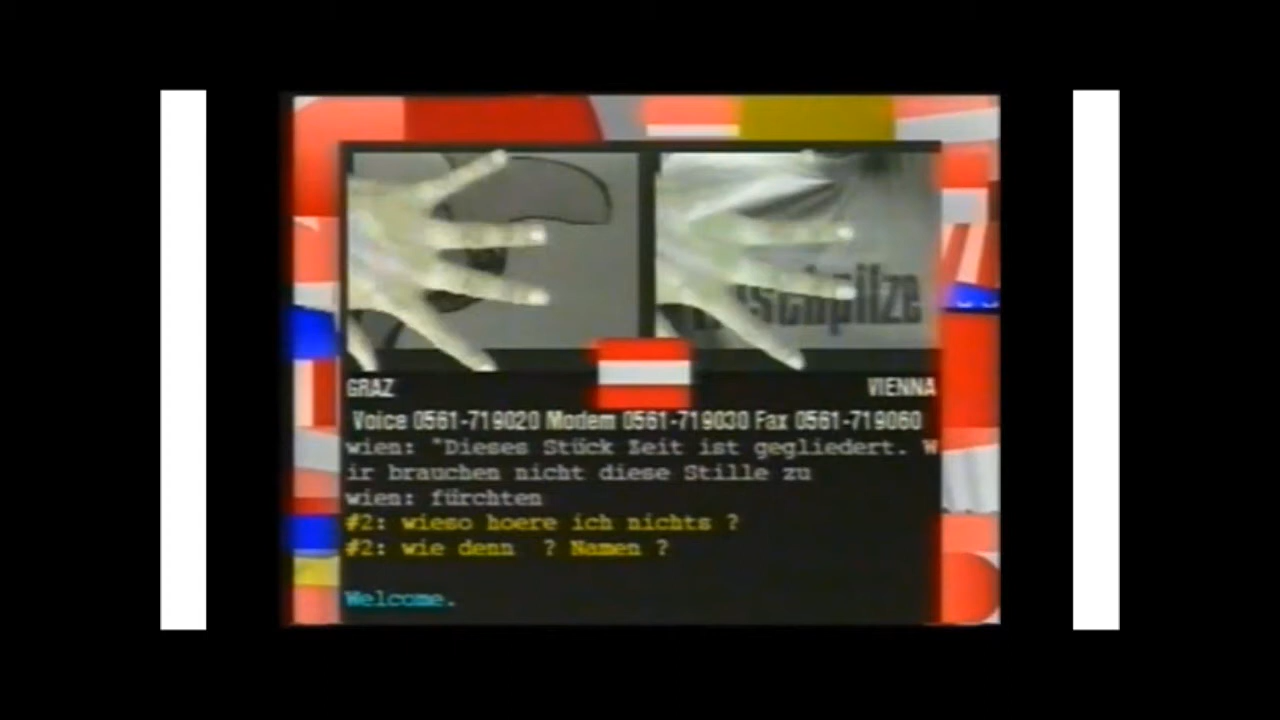 schpilze
GRAZ
VIENNA
Voice 0561-719020 Modem 0561-719030 Fax 0561-719060
wien: "Dieses Stück Zeit ist gegliedert. W
ir brauchen nicht diese Stille zu
wien: fürchten
#2: wieso hoere ich nichts ?
#2: wie denn ? Namen ?
Welcome.